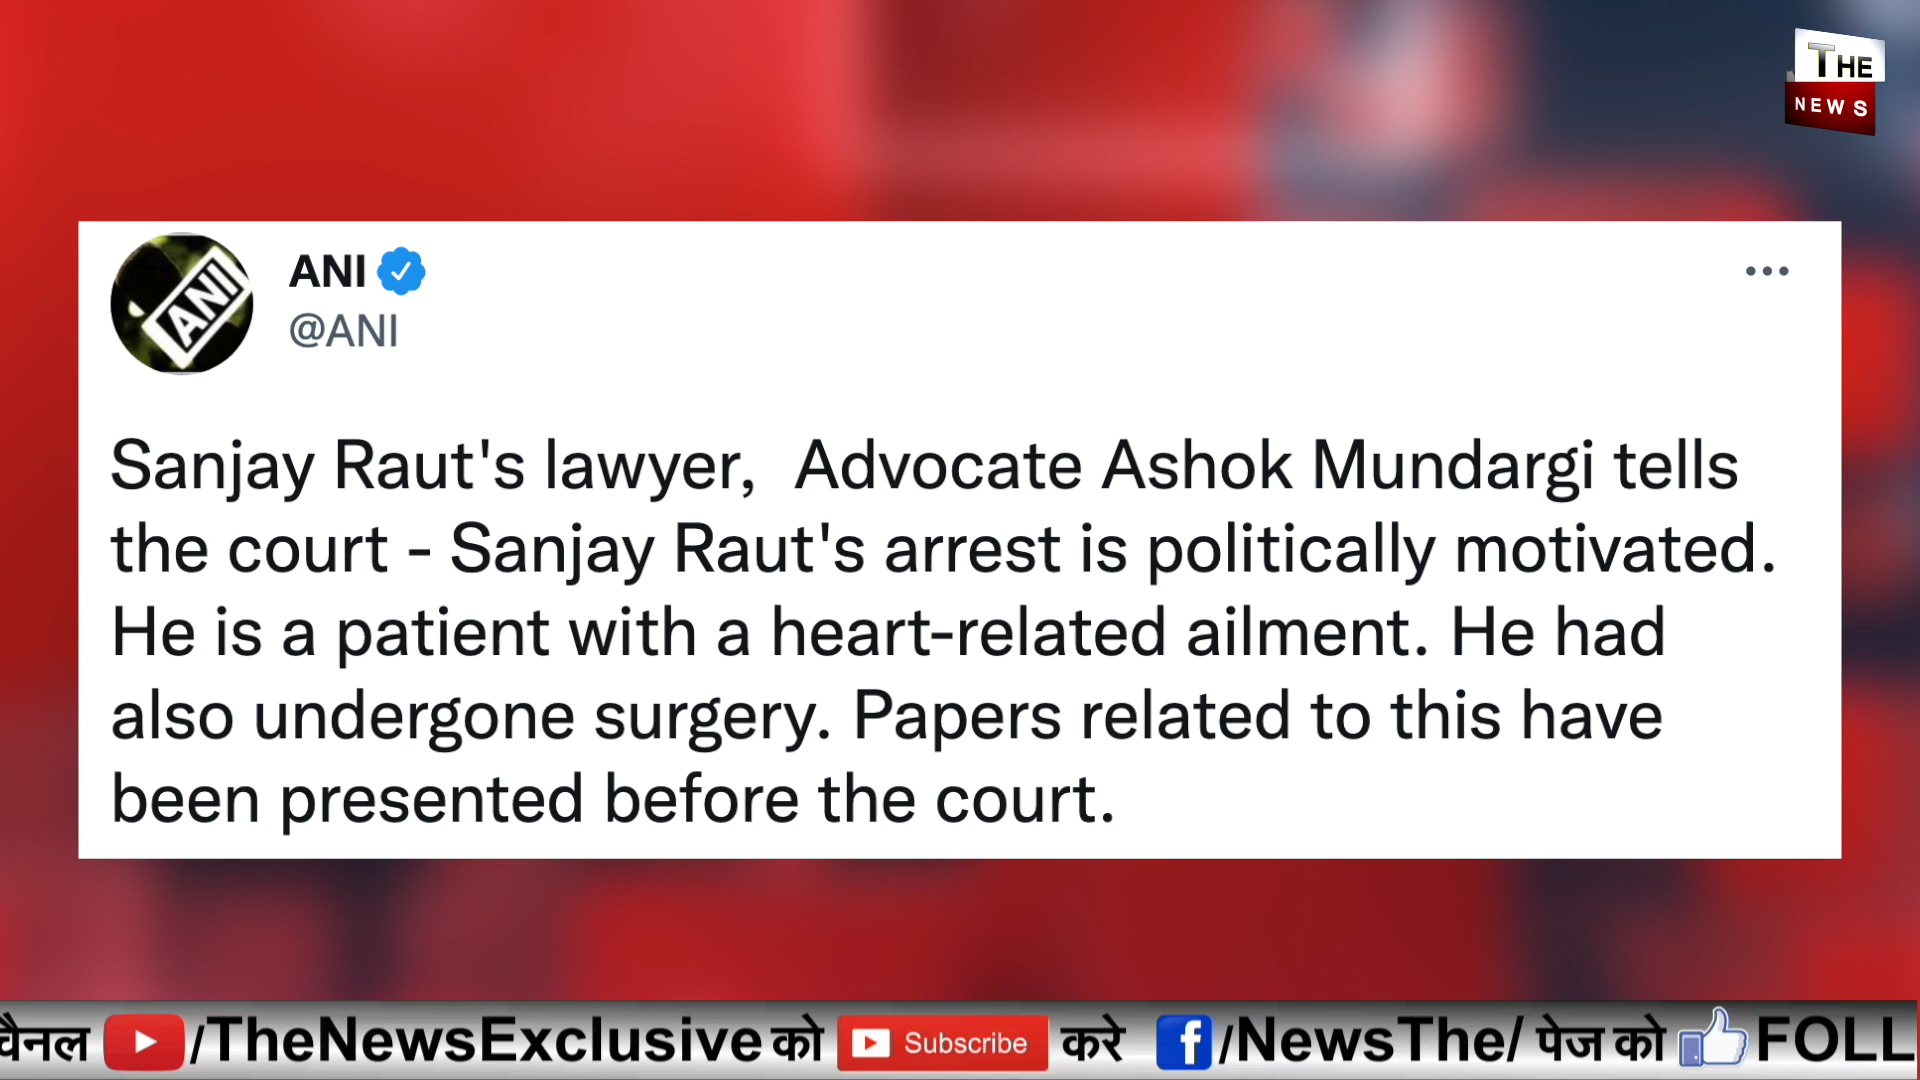 THE
NEWS
ANI
ANI
@ANI
Sanjay Raut's lawyer,  Advocate Ashok Mundargi tells
the court - Sanjay Raut's arrest is politically motivated.
He is a patient with a heart-related ailment. He had
also undergone surgery. Papers related to this have
been presented before the court.
चैनल /TheNewsExclusive को Subscribe करे f /NewsThe/ पेज को FOLL